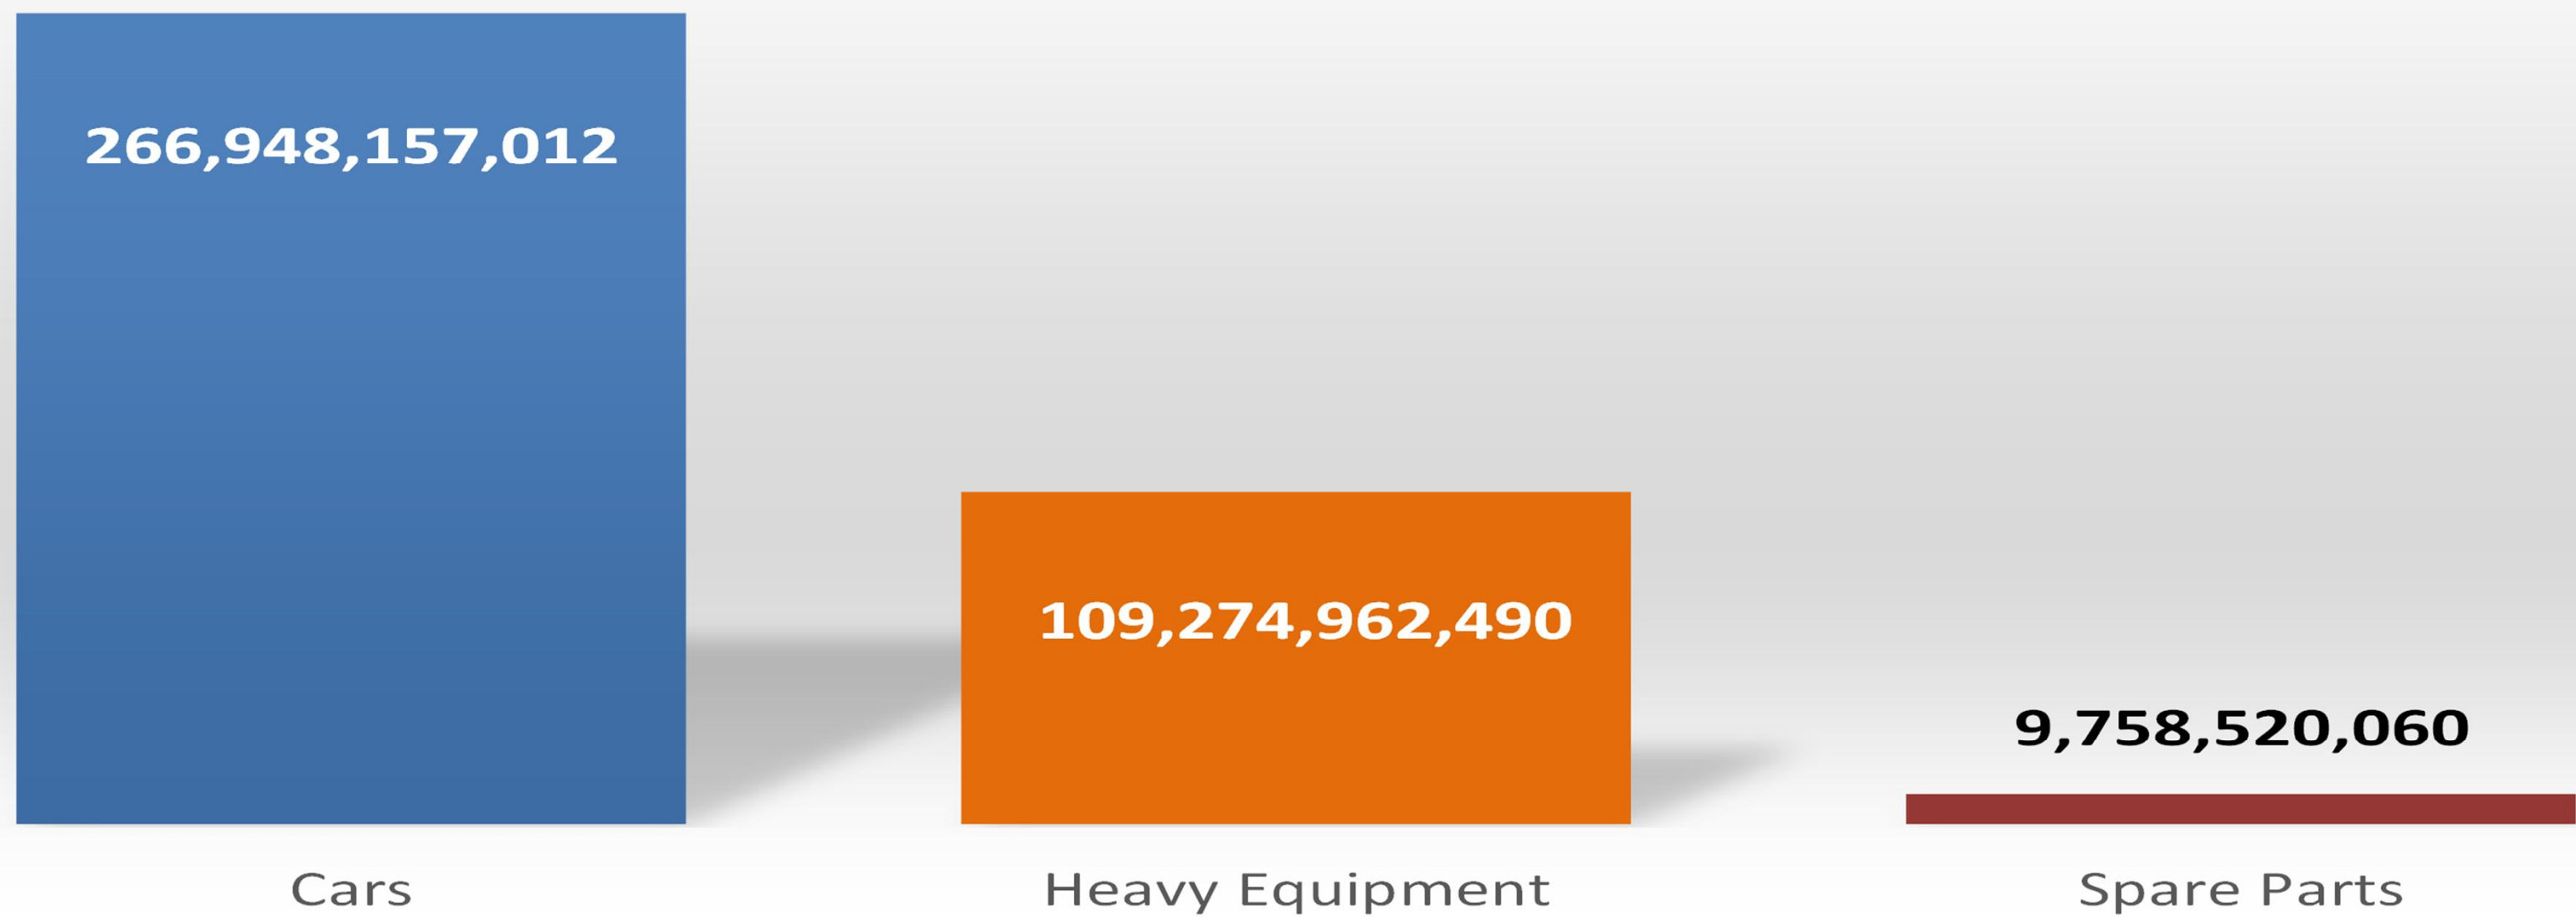 266,948,157,012
109,274,962,490
9,758,520,060
Cars
Heavy Equipment
Spare Parts